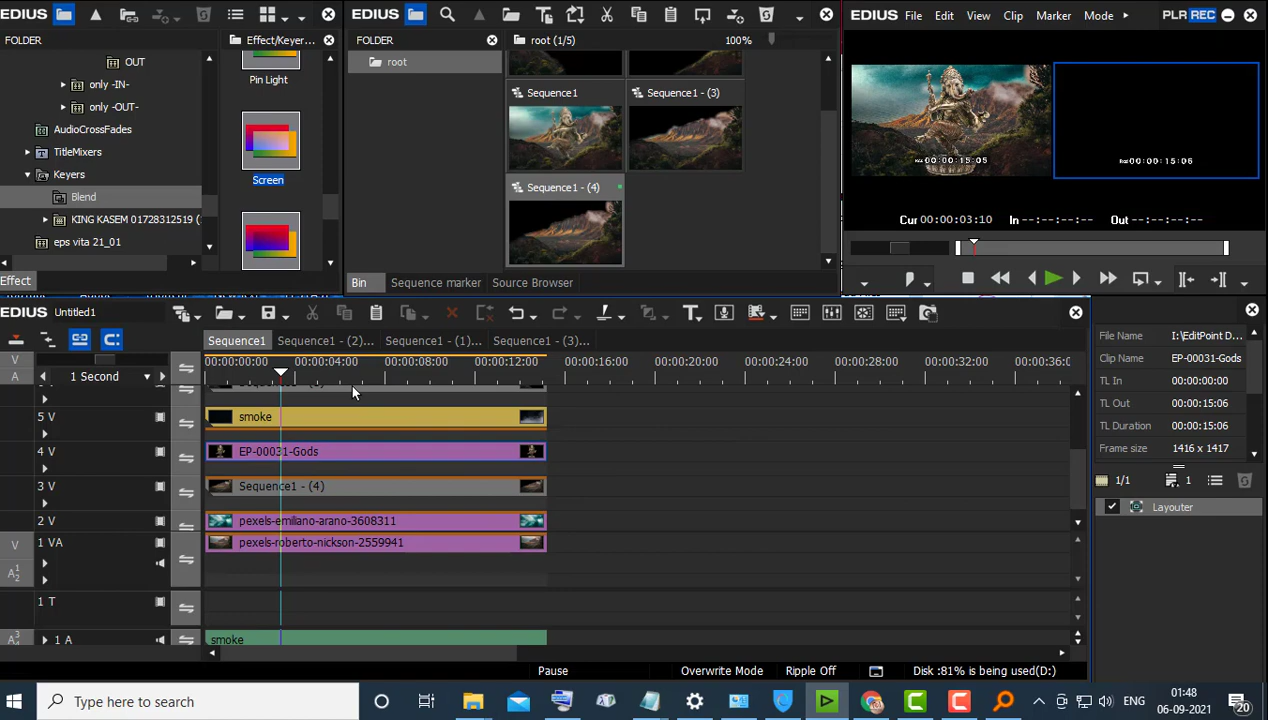 EDIUS
EDIUS
EDIUS File Edit View Clip Marker Mode PLR REC
FOLDER
Effect/Keyer...
FOLDER
root (1/5)
100%
OUT
only -IN-
only -OUT-
AudioCrossFades
TitleMixers
Keyers
Blend
KING KASEM 01728312519 (
eps vita 21_01
Effect
Pin Light
Screen
root
Sequence1
Sequence1 - (3)
Sequence1 - (4)
Bin Sequence marker Source Browser
00:00:15:05
00:00:15:06
Cur 00:00:03:10 In --:--:--:-- Out --:--:--:--
EDIUS Untitled1
Sequence1 Sequence1 - (2)... Sequence1 - (1)... Sequence1 - (3)...
V
A
1 Second
00:00:00:00 00:00:04:00 00:00:08:00 00:00:12:00 00:00:16:00 00:00:20:00 00:00:24:00 00:00:28:00 00:00:32:00 00:00:36:0
5 V smoke
4 V EP-00031-Gods
3 V Sequence1 - (4)
2 V pexels-emiliano-arano-3608311
V 1 VA pexels-roberto-nickson-2559941
A 1 2
1 T
A 3 4 1 A smoke
File Name I:\EditPoint D...
Clip Name EP-00031-Gods
TL In 00:00:00:00
TL Out 00:00:15:06
TL Duration 00:00:15:06
Frame size 1416 x 1417
1/1 1
Layouter
Pause Overwrite Mode Ripple Off Disk :81% is being used(D:)
Type here to search
ENG
01:48
06-09-2021
20